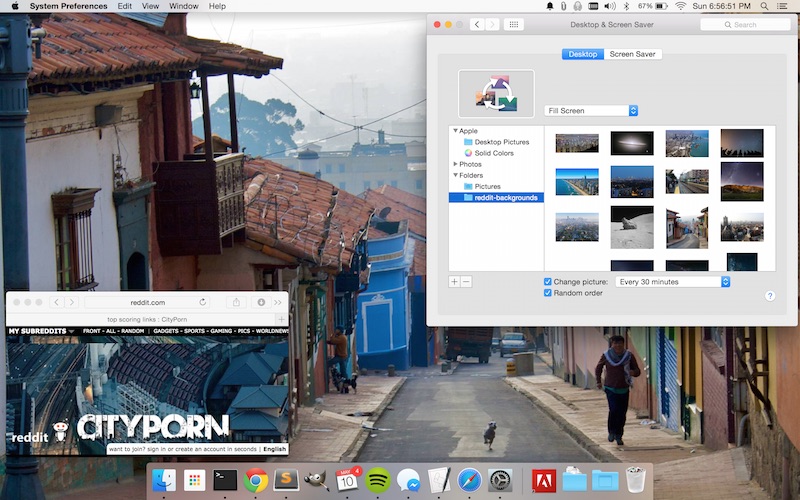 System Preferences Edit View Window Help
67% Sun 6:56:51 PM
Desktop & Screen Saver
Search
Desktop Screen Saver
Fill Screen
Apple
Desktop Pictures
Solid Colors
Photos
Folders
Pictures
reddit-backgrounds
Change picture: Every 30 minutes
Random order
?
reddit.com
top scoring links : CityPorn
MY SUBREDDITS FRONT - ALL - RANDOM | GADGETS - SPORTS - GAMING - PICS - WORLDNEWS
reddit CITYPORN
want to join? sign in or create an account in seconds | English
MAY
10